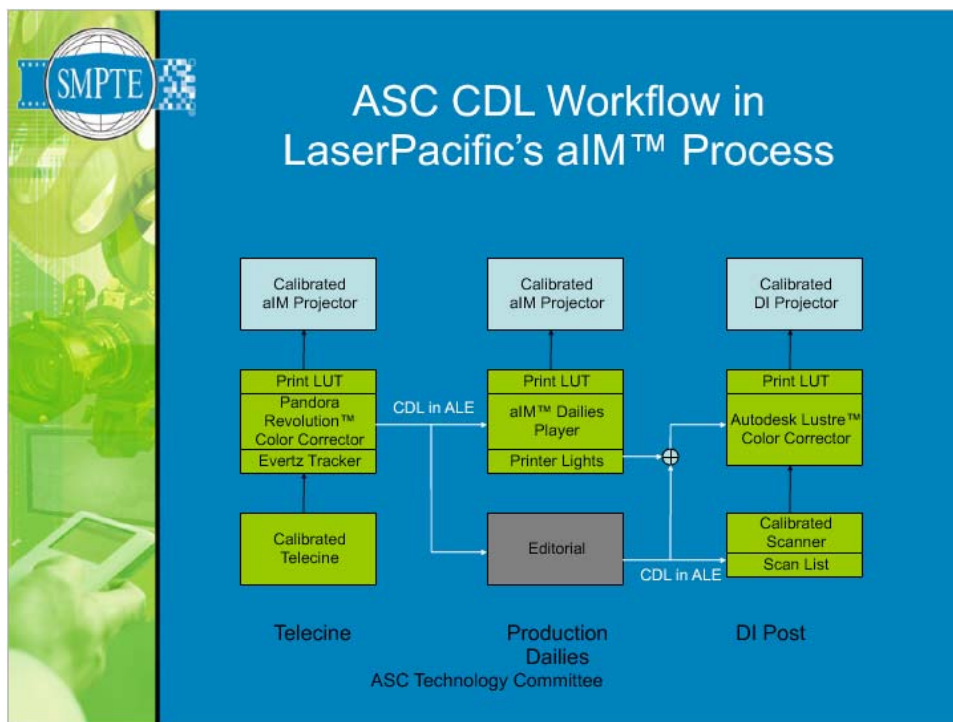 SMPTE
ASC CDL Workflow in
LaserPacific's aIM™ Process
Calibrated
aIM Projector
Calibrated
aIM Projector
Calibrated
DI Projector
Print LUT
Pandora
Revolution™
Color Corrector
Evertz Tracker
CDL in ALE
Print LUT
aIM™ Dailies
Player
Printer Lights
Print LUT
Autodesk Lustre™
Color Corrector
Calibrated
Telecine
Editorial
CDL in ALE
Calibrated
Scanner
Scan List
Telecine
Production
Dailies
DI Post
ASC Technology Committee